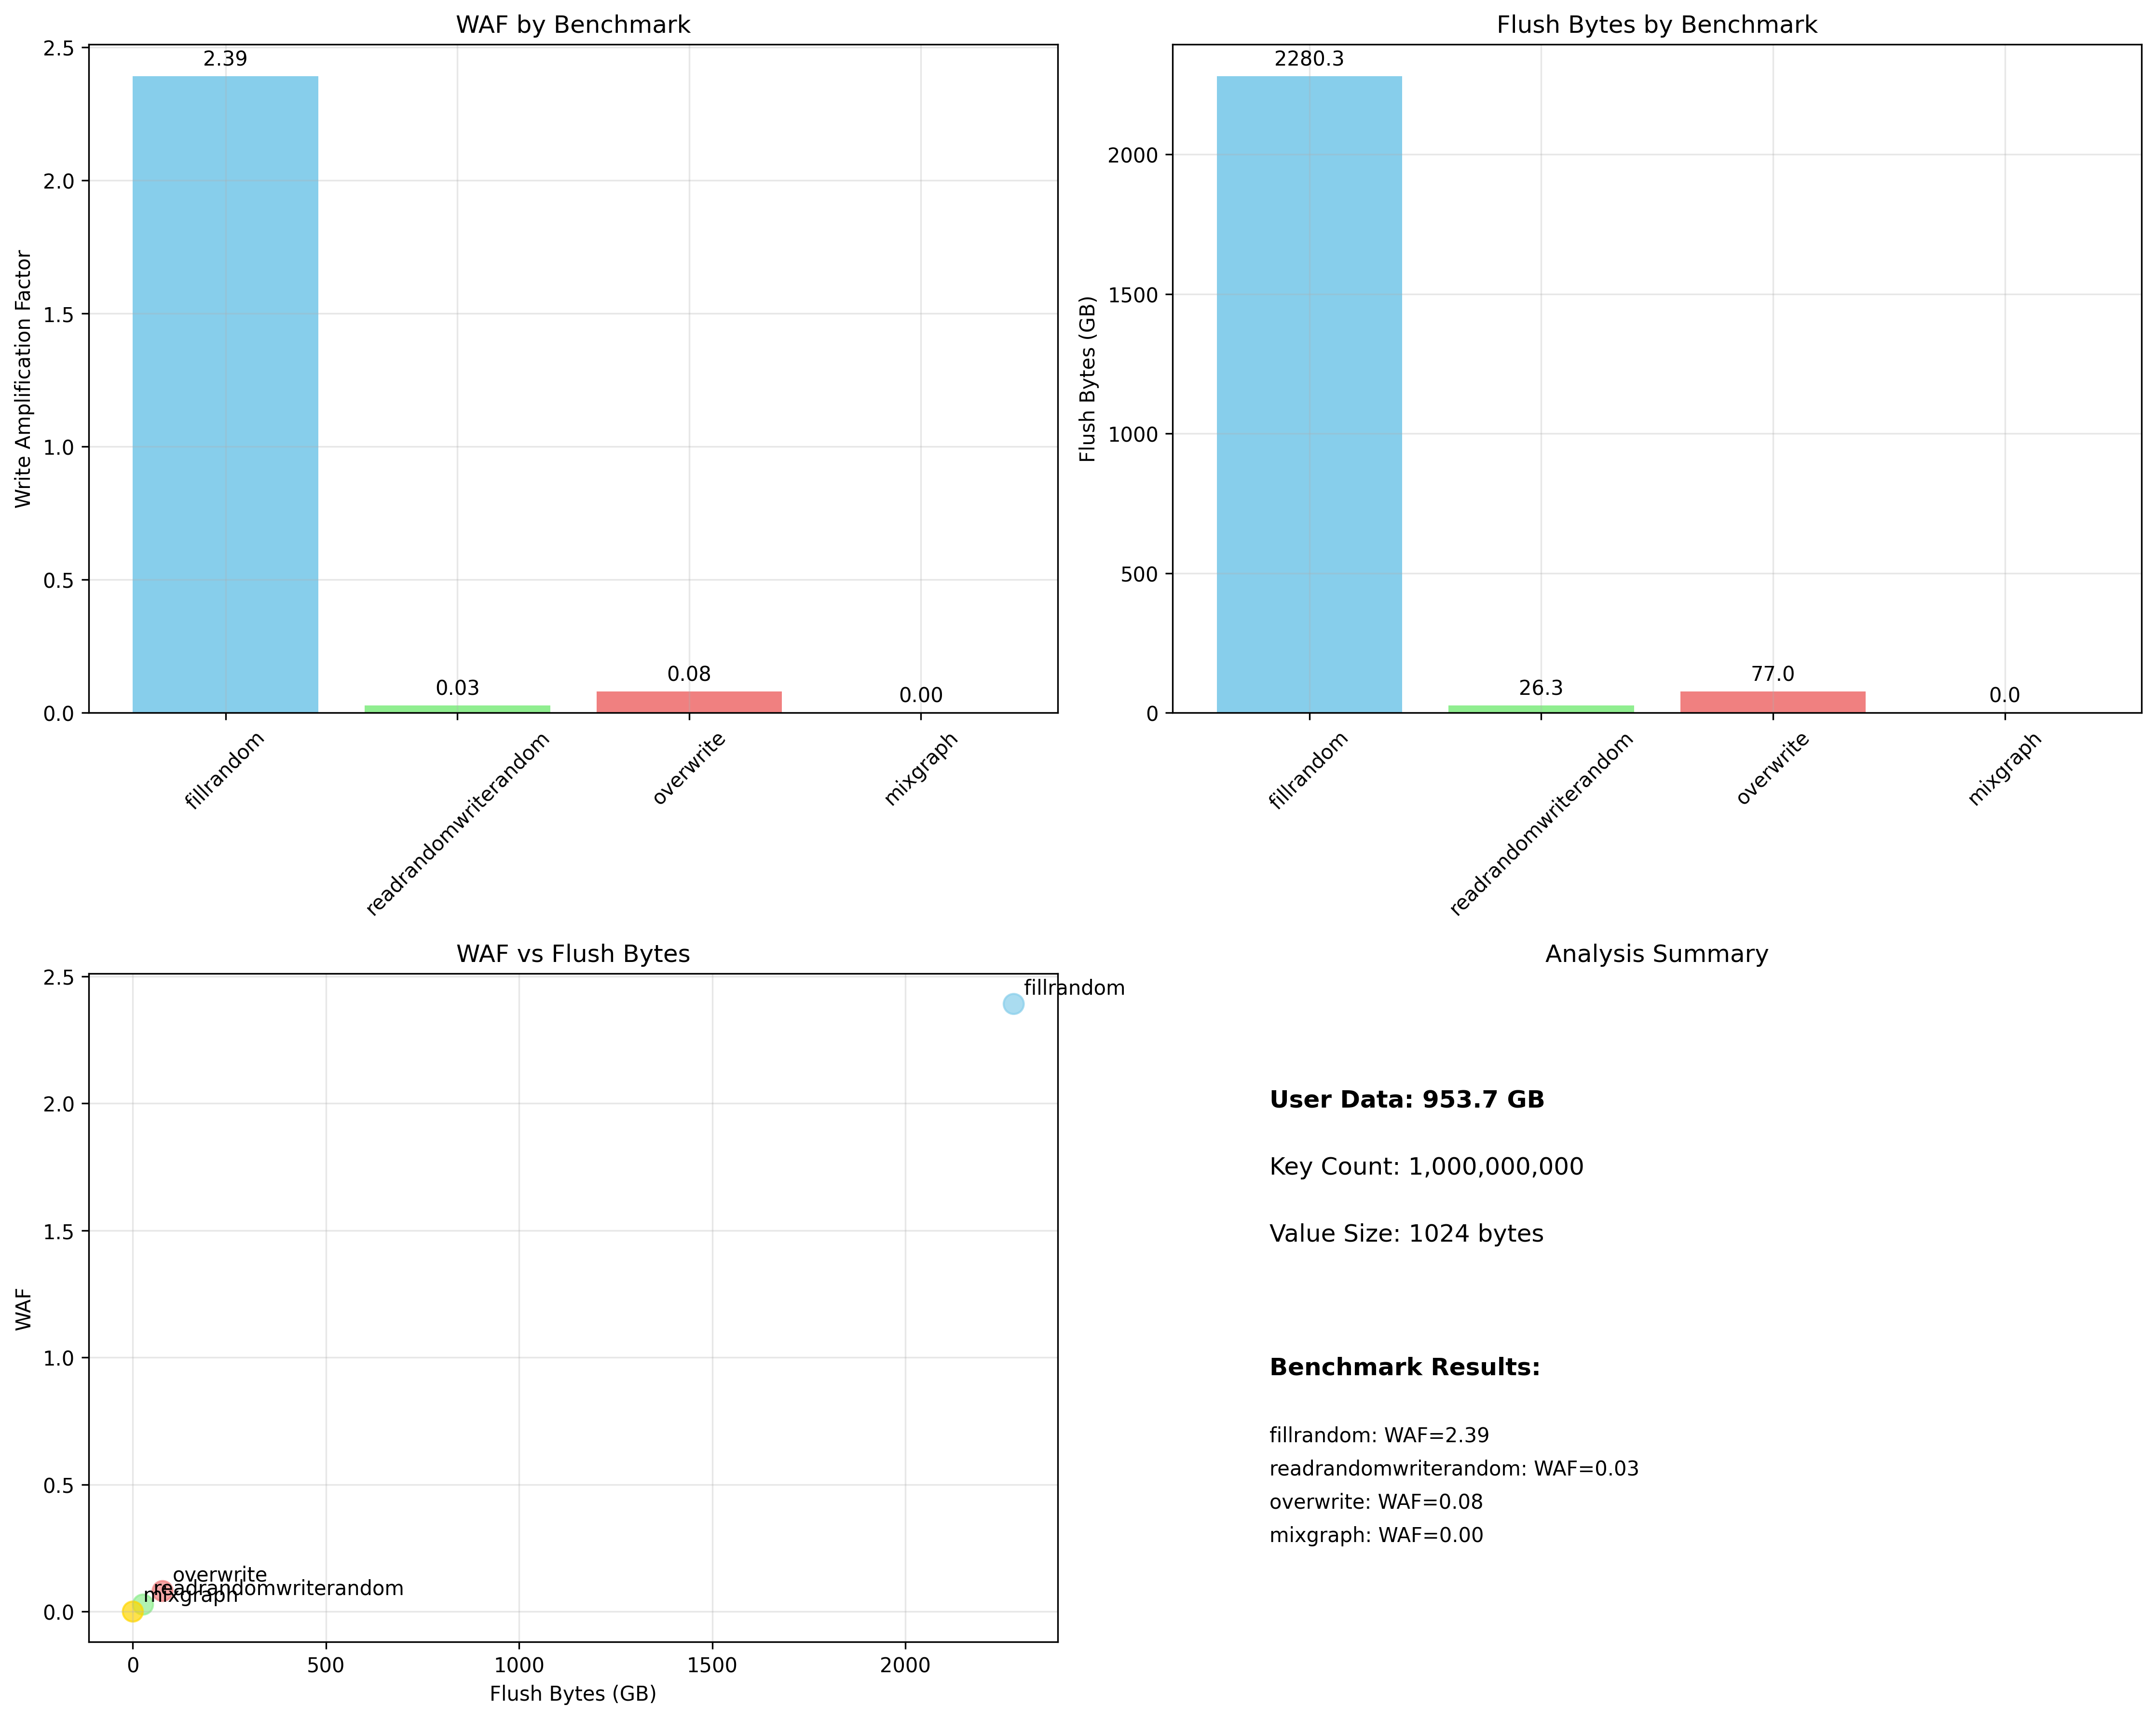 WAF by Benchmark
2.5
2.0
1.5
1.0
0.5
0.0
Write Amplification Factor
2.39
0.03
0.08
0.00
fillrandom
readrandomwriterandom
overwrite
mixgraph
Flush Bytes by Benchmark
2000
1500
1000
500
0
Flush Bytes (GB)
2280.3
26.3
77.0
0.0
fillrandom
readrandomwriterandom
overwrite
mixgraph
WAF vs Flush Bytes
2.5
2.0
1.5
1.0
0.5
0.0
WAF
fillrandom
overwrite
readrandomwriterandom
mixgraph
0
500
1000
1500
2000
Flush Bytes (GB)
Analysis Summary
User Data: 953.7 GB
Key Count: 1,000,000,000
Value Size: 1024 bytes
Benchmark Results:
fillrandom: WAF=2.39
readrandomwriterandom: WAF=0.03
overwrite: WAF=0.08
mixgraph: WAF=0.00